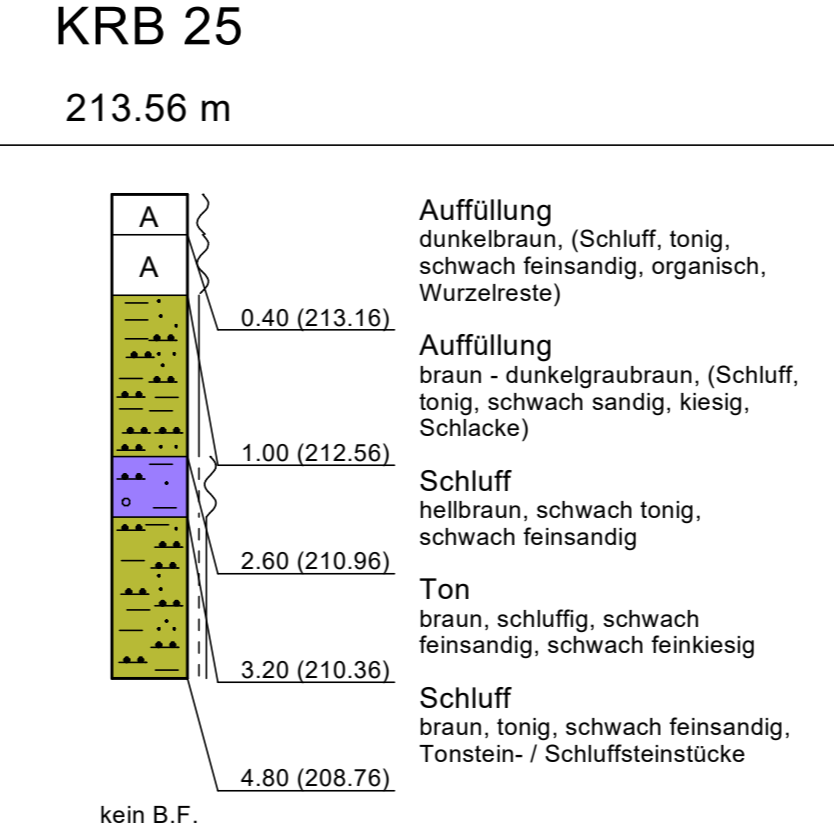 KRB 25
213.56 m
A
A
Auffüllung
dunkelbraun, (Schluff, tonig,
schwach feinsandig, organisch,
Wurzelreste)
0.40 (213.16)
Auffüllung
braun - dunkelgraubraun, (Schluff,
tonig, schwach sandig, kiesig,
Schlacke)
1.00 (212.56)
Schluff
hellbraun, schwach tonig,
schwach feinsandig
2.60 (210.96)
Ton
braun, schluffig, schwach
feinsandig, schwach feinkiesig
3.20 (210.36)
Schluff
braun, tonig, schwach feinsandig,
Tonstein- / Schluffsteinstücke
4.80 (208.76)
kein B.F.